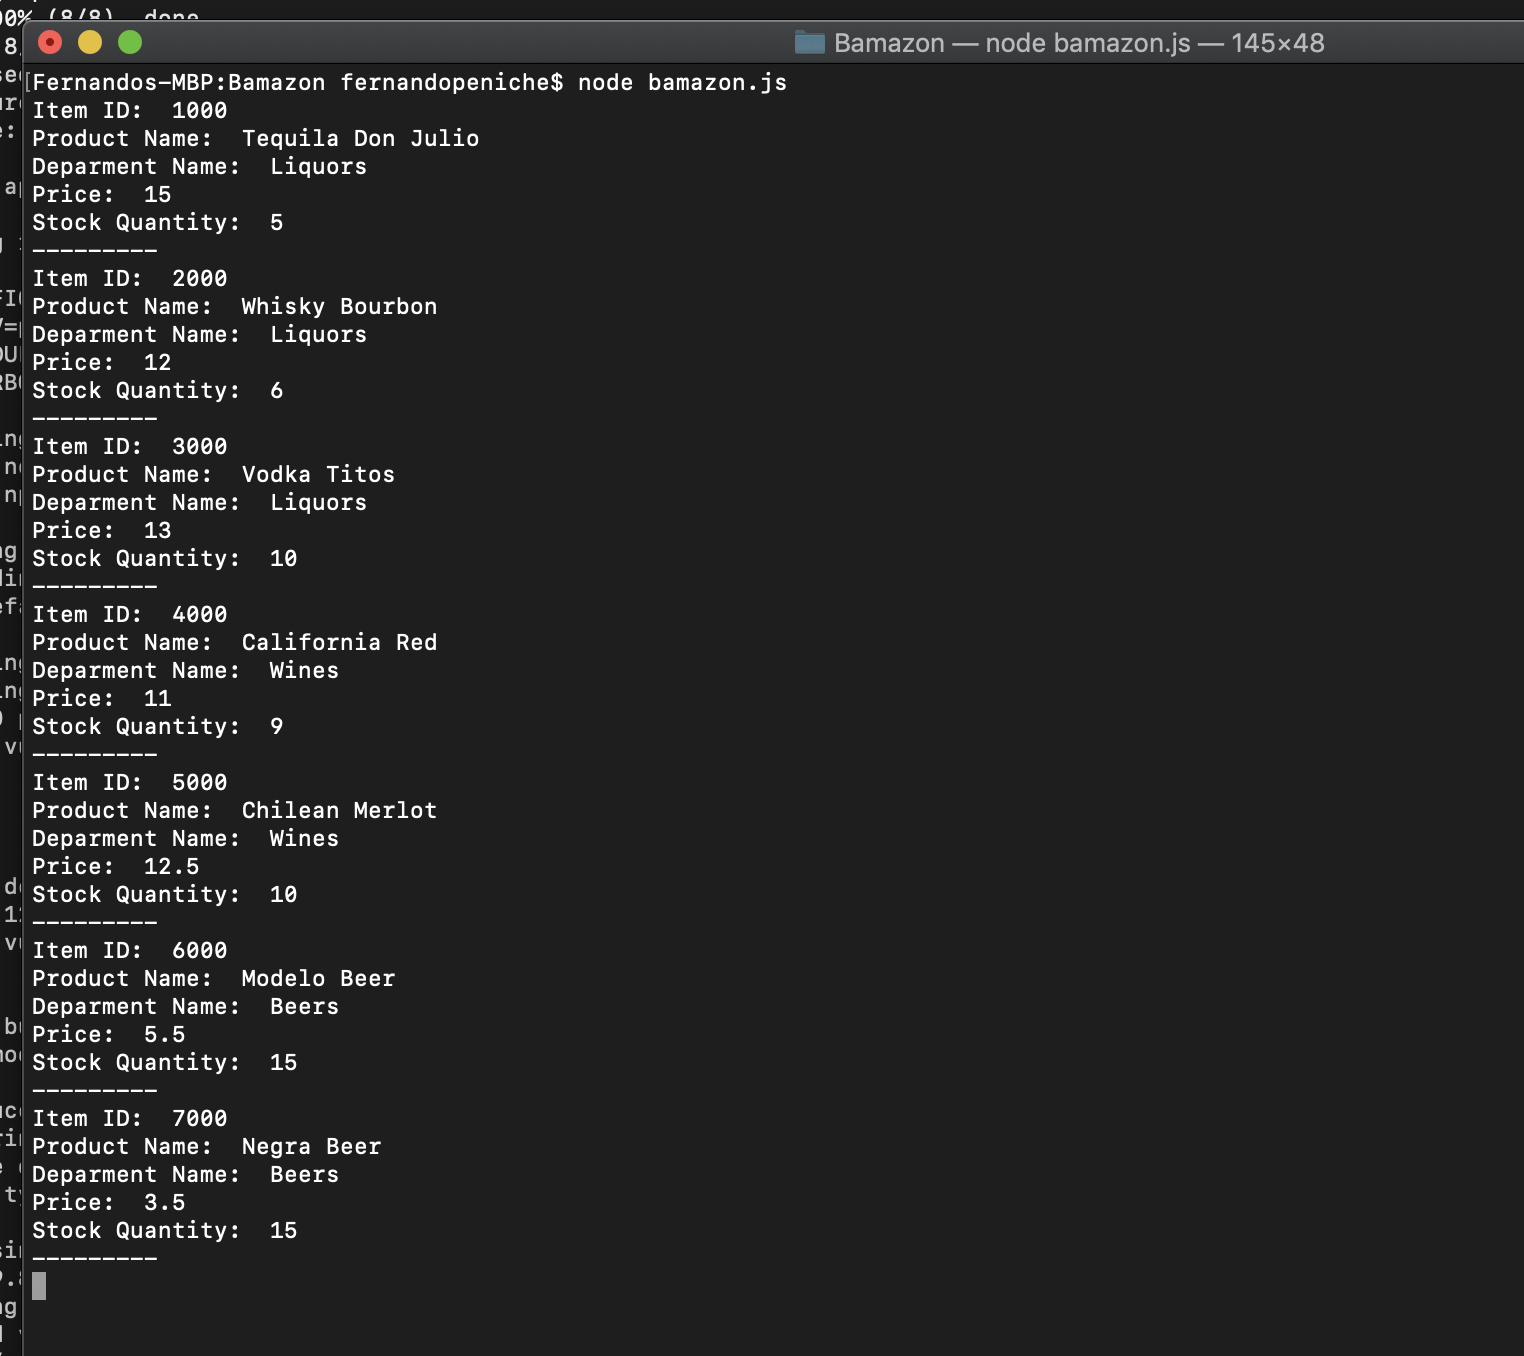 00% (8/8), done
Bamazon — node bamazon.js — 145×48
[Fernandos-MBP:Bamazon fernandopeniche$ node bamazon.js
Item ID:  1000
Product Name:  Tequila Don Julio
Deparment Name:  Liquors
Price:  15
Stock Quantity:  5
---------
Item ID:  2000
Product Name:  Whisky Bourbon
Deparment Name:  Liquors
Price:  12
Stock Quantity:  6
---------
Item ID:  3000
Product Name:  Vodka Titos
Deparment Name:  Liquors
Price:  13
Stock Quantity:  10
---------
Item ID:  4000
Product Name:  California Red
Deparment Name:  Wines
Price:  11
Stock Quantity:  9
---------
Item ID:  5000
Product Name:  Chilean Merlot
Deparment Name:  Wines
Price:  12.5
Stock Quantity:  10
---------
Item ID:  6000
Product Name:  Modelo Beer
Deparment Name:  Beers
Price:  5.5
Stock Quantity:  15
---------
Item ID:  7000
Product Name:  Negra Beer
Deparment Name:  Beers
Price:  3.5
Stock Quantity:  15
---------